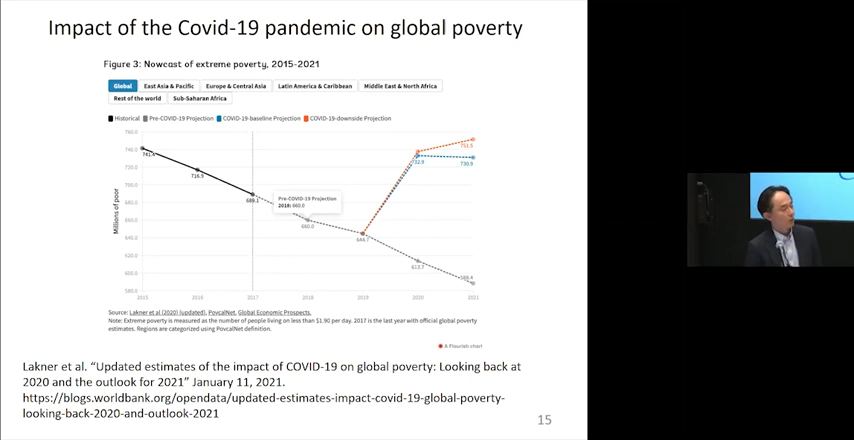 Impact of the Covid-19 pandemic on global poverty
Figure 3: Nowcast of extreme poverty, 2015-2021
Global East Asia & Pacific Europe & Central Asia Latin America & Caribbean Middle East & North Africa
Rest of the world Sub-Saharan Africa
Historical Pre-COVID-19 Projection COVID-19-baseline Projection COVID-19-downside Projection
Millions of poor
760.0
740.0
720.0
700.0
680.0
660.0
640.0
620.0
600.0
580.0
741.4
716.9
689.1
Pre-COVID-19 Projection
2018: 660.0
660.0
644.7
732.9
751.5
730.9
613.7
588.4
2015 2016 2017 2018 2019 2020 2021
Source: Lakner et al (2020) (updated), PovcalNet, Global Economic Prospects.
Note: Extreme poverty is measured as the number of people living on less than $1.90 per day. 2017 is the last year with official global poverty
estimates. Regions are categorized using PovcalNet definition.
A Flourish chart
Lakner et al. “Updated estimates of the impact of COVID-19 on global poverty: Looking back at
2020 and the outlook for 2021” January 11, 2021.
https://blogs.worldbank.org/opendata/updated-estimates-impact-covid-19-global-poverty-
looking-back-2020-and-outlook-2021
15